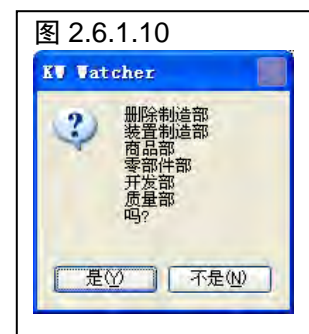 图 2.6.1.10
KW Watcher
删除制造部
装置制造部
商品部
零部件部
开发部
质量部
吗?
是(Y) 不是(N)